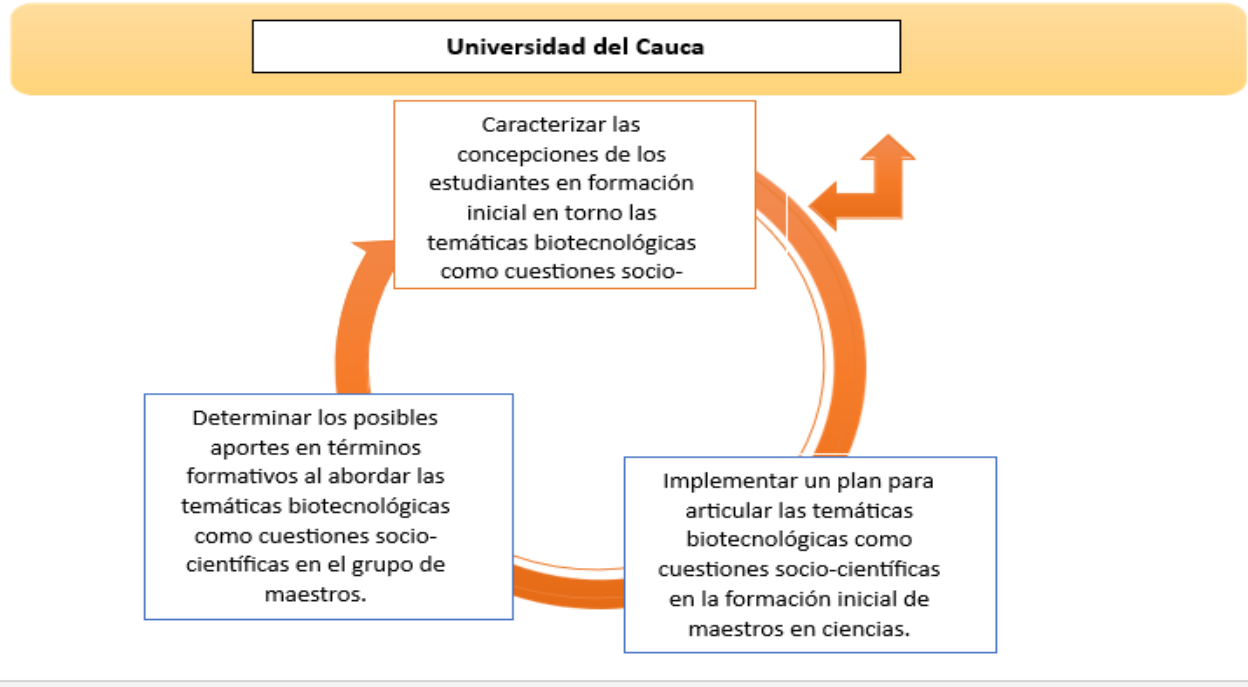 Universidad del Cauca
Caracterizar las
concepciones de los
estudiantes en formación
inicial en torno las
temáticas biotecnológicas
como cuestiones socio-
Implementar un plan para
articular las temáticas
biotecnológicas como
cuestiones socio-científicas
en la formación inicial de
maestros en ciencias.
Determinar los posibles
aportes en términos
formativos al abordar las
temáticas biotecnológicas
como cuestiones socio-
científicas en el grupo de
maestros.